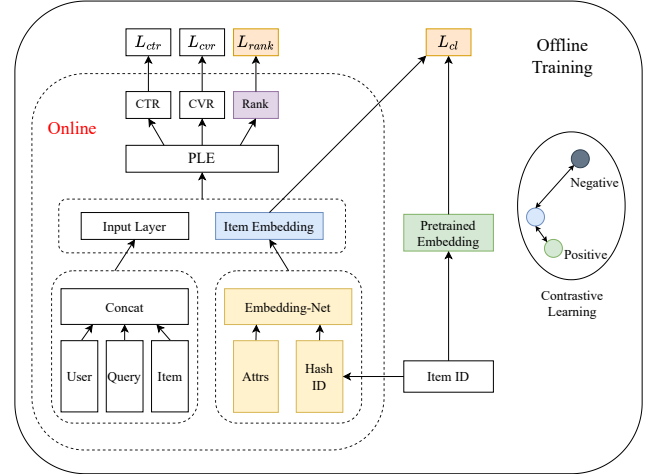 L_ctr
L_cvr
L_rank
L_cl
Offline
Training
Online
CTR
CVR
Rank
PLE
Input Layer
Item Embedding
Pretrained
Embedding
Negative
Positive
Contrastive
Learning
Concat
Embedding-Net
User
Query
Item
Attrs
Hash
ID
Item ID